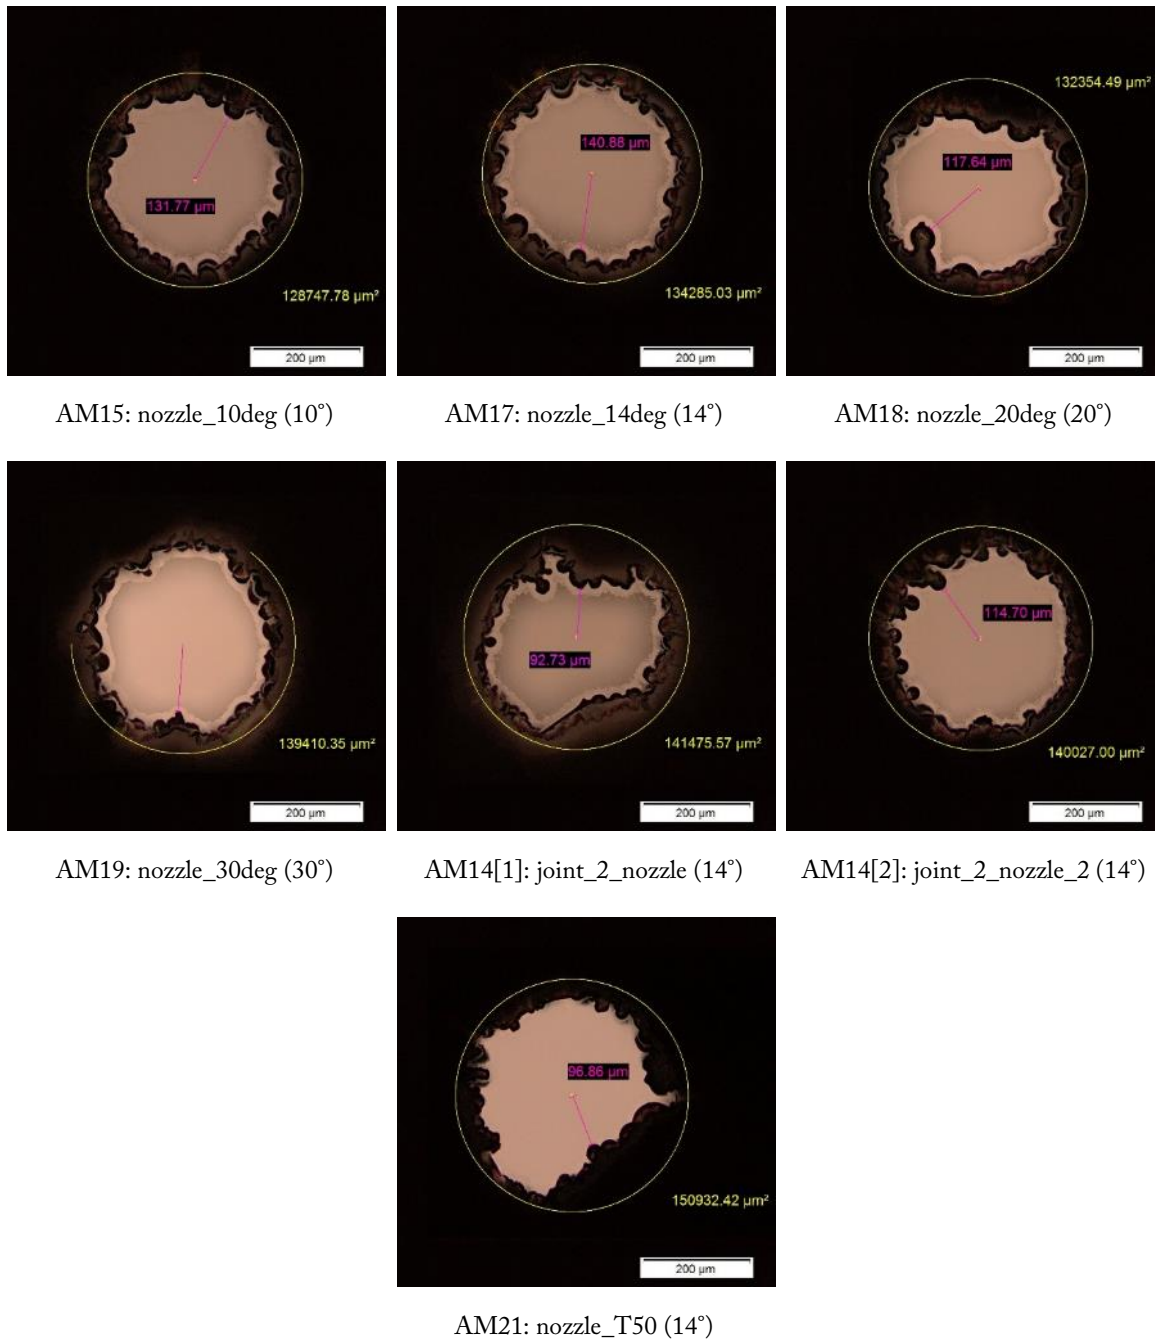 131.77 µm
128747.78 µm²
200 µm
140.88 µm
134285.03 µm²
200 µm
132354.49 µm²
117.64 µm
200 µm
AM15: nozzle_10deg (10°)
AM17: nozzle_14deg (14°)
AM18: nozzle_20deg (20°)
139410.35 µm²
200 µm
92.73 µm
141475.57 µm²
200 µm
114.70 µm
140027.00 µm²
200 µm
AM19: nozzle_30deg (30°)
AM14[1]: joint_2_nozzle (14°)
AM14[2]: joint_2_nozzle_2 (14°)
96.86 µm
150932.42 µm²
200 µm
AM21: nozzle_T50 (14°)